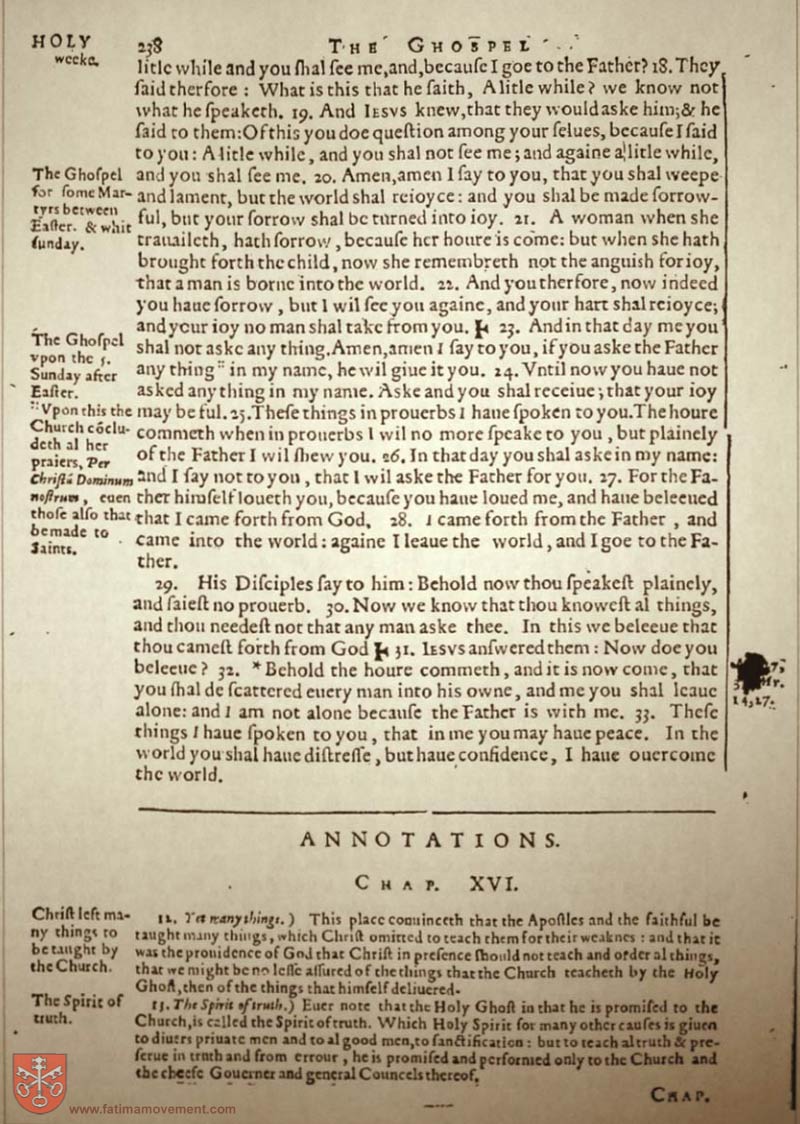 HOLY
weeke.
238 THE GHOSPEL
litle while and you ſhal ſee me, and, becauſe I goe to the Father? 18. They
ſaid therfore : What is this that he ſaith, A litle while? we know not
what he ſpeaketh. 19. And IESVS knew, that they would aske him; & he
ſaid to them: Of this you doe queſtion among your ſelues, becauſe I ſaid
to you: A litle while, and you shal not ſee me; and againe a litle while,
and you shal ſee me. 20. Amen, amen I ſay to you, that you shal weepe
and lament, but the world shal reioyce: and you shal be made ſorrow-
ful, but your ſorrow shal be turned into ioy. 21. A woman when she
trauaileth, hath ſorrow, becauſe her houre is come: but when she hath
brought forth the child, now she remembreth not the anguish for ioy,
that a man is borne into the world. 22. And you therfore, now indeed
you haue ſorrow, but I wil ſee you againe, and your hart shal reioyce;
and your ioy no man shal take from you. 23. And in that day me you
shal not aske any thing. Amen, amen I ſay to you, if you aske the Father
any thing :: in my name, he wil giue it you. 24. Vntil now you haue not
asked any thing in my name. Aske and you shal receiue; that your ioy
may be ful. 25. Theſe things in prouerbs I haue ſpoken to you. The houre
commeth when in prouerbs I wil no more ſpeake to you, but plainely
of the Father I wil ſhew you. 26. In that day you shal aske in my name:
and I ſay not to you, that I wil aske the Father for you. 27. For the Fa-
ther himſelf loueth you, becauſe you haue loued me, and haue beleeued
that I came forth from God. 28. I came forth from the Father, and
came into the world: againe I leaue the world, and I goe to the Fa-
ther.
29. His Diſciples ſay to him: Behold now thou ſpeakeſt plainely,
and ſaieſt no prouerb. 30. Now we know that thou knoweſt al things,
and thou needeſt not that any man aske thee. In this we beleeue that
thou cameſt forth from God 31. IESVS anſwered them: Now doe you
beleeue? 32. * Behold the houre commeth, and it is now come, that
you ſhal de ſcattered euery man into his owne, and me you shal leaue
alone: and I am not alone becauſe the Father is with me. 33. Theſe
things I haue ſpoken to you, that in me you may haue peace. In the
world you shal haue diſtreſſe, but haue confidence, I haue ouercome
the world.
The Ghoſpel
for ſome Mar-
tyrs between
Eaſter. & whit
ſunday.
The Ghoſpel
vpon the 5.
Sunday after
Eaſter.
:: Vpon this the
Church cõclu-
deth al her
praiers, Per
Chriſtũ Dominum
noſtrum, euen
thoſe alſo that
be made to
Saints.
Mr.
14, 27.
ANNOTATIONS.
CHAP. XVI.
Chriſt left ma-
ny things to
be taught by
the Church.
12. Yet many things.) This place conuinceth that the Apoſtles and the faithful be
taught many things, which Chriſt omitted to teach them for their weaknes: and that it
was the prouidence of God that Chriſt in preſence ſhould not teach and order al things,
that we might be no leſſe aſſured of the things that the Church teacheth by the Holy
Ghoſt, then of the things that himſelf deliuered.
The Spirit of
truth.
13. The Spirit of truth.) Euer note that the Holy Ghoſt in that he is promiſed to the
Church, is called the Spirit of truth. Which Holy Spirit for many other cauſes is giuen
to diuers priuate men and to al good men, to ſanctification: but to teach al truth & pre-
ſerue in truth and from errour, he is promiſed and performed only to the Church and
the cheefe Gouerner and general Councels thereof.
CHAP.
www.fatimamovement.com